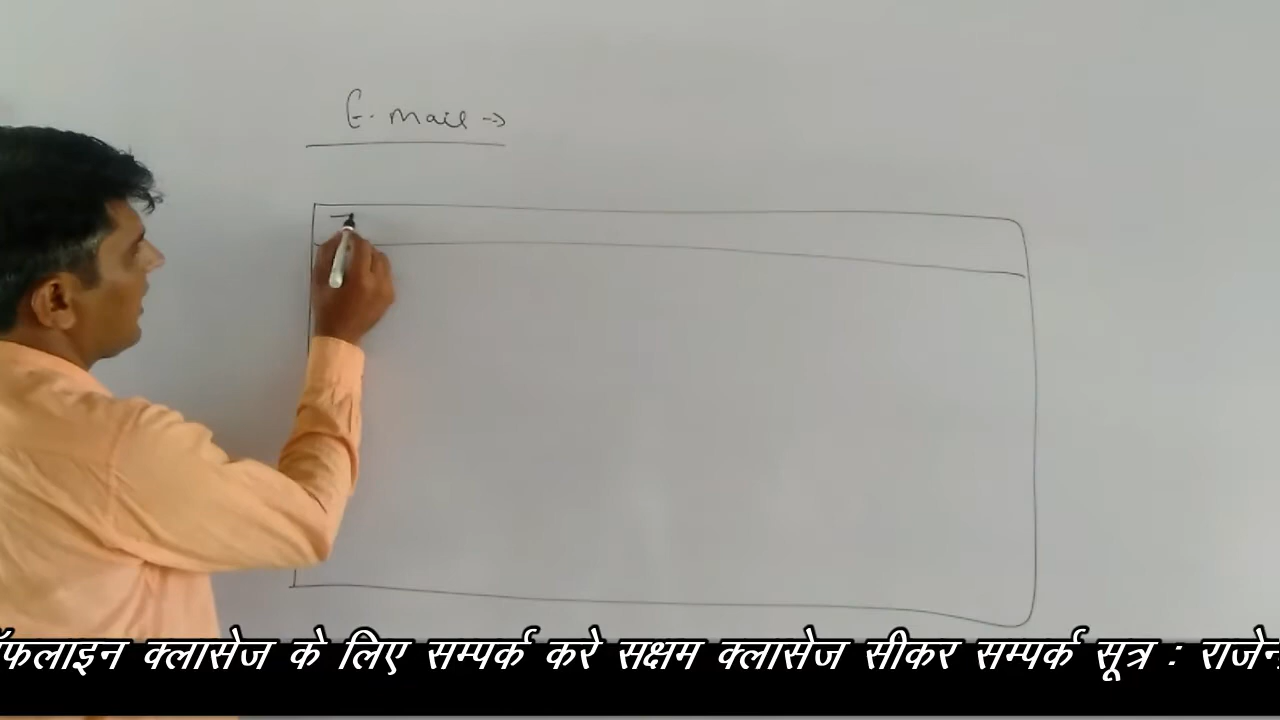 E-mail →
ऑफलाइन क्लासेज के लिए सम्पर्क करे सक्षम क्लासेज सीकर सम्पर्क सूत्र : राजेन